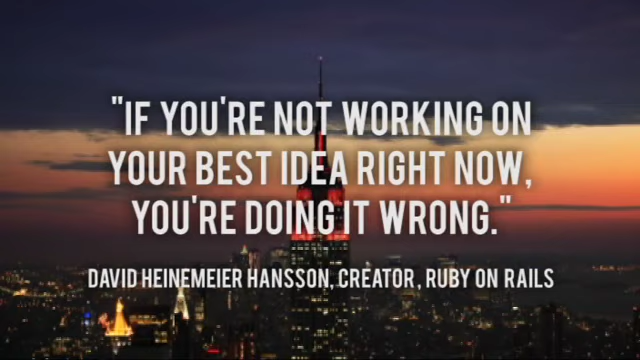 "IF YOU'RE NOT WORKING ON
YOUR BEST IDEA RIGHT NOW,
YOU'RE DOING IT WRONG."
DAVID HEINEMEIER HANSSON, CREATOR, RUBY ON RAILS